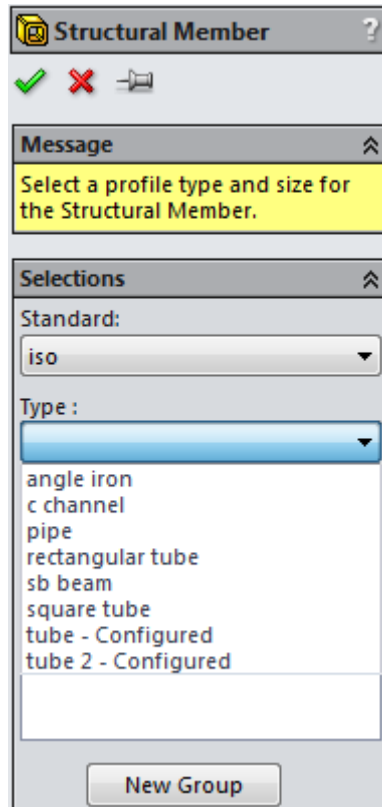 Structural Member ?
Message
Select a profile type and size for
the Structural Member.
Selections
Standard:
iso
Type :
angle iron
c channel
pipe
rectangular tube
sb beam
square tube
tube - Configured
tube 2 - Configured
New Group